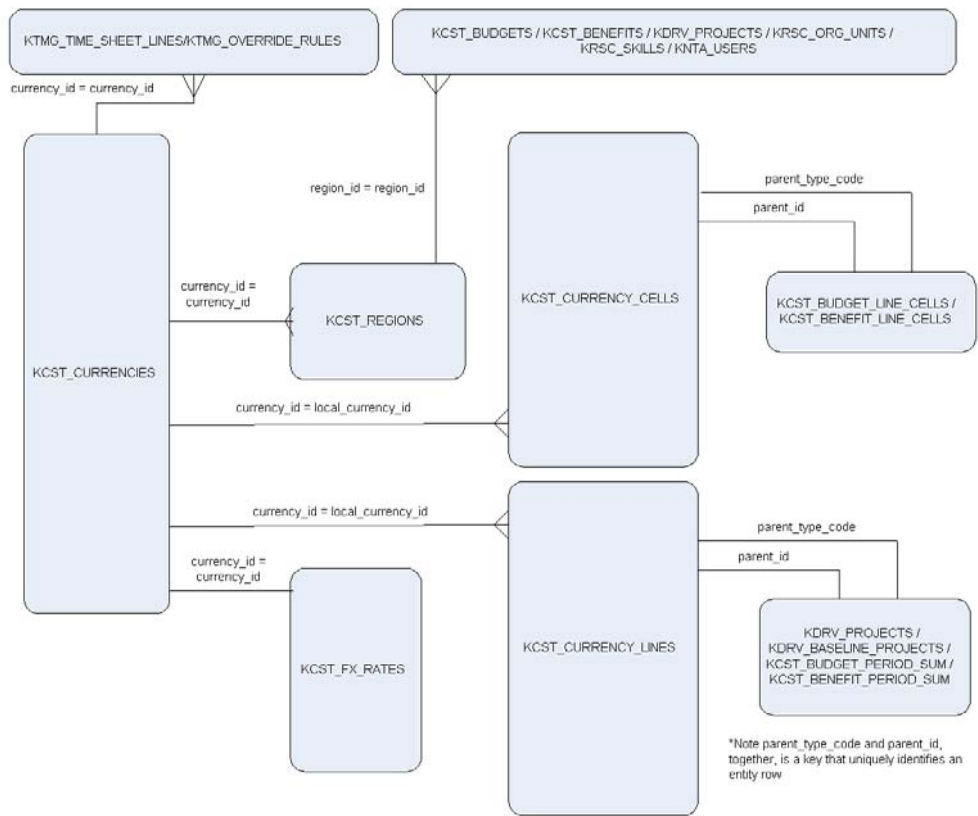 KTMG_TIME_SHEET_LINES/KTMG_OVERRIDE_RULES
KCST_BUDGETS / KCST_BENEFITS / KDRV_PROJECTS / KRSC_ORG_UNITS /
KRSC_SKILLS / KNTA_USERS
currency_id = currency_id
region_id = region_id
parent_type_code
parent_id
currency_id =
currency_id
KCST_REGIONS
KCST_CURRENCY_CELLS
KCST_BUDGET_LINE_CELLS /
KCST_BENEFIT_LINE_CELLS
KCST_CURRENCIES
currency_id = local_currency_id
currency_id = local_currency_id
parent_type_code
parent_id
currency_id =
currency_id
KCST_FX_RATES
KCST_CURRENCY_LINES
KDRV_PROJECTS /
KDRV_BASELINE_PROJECTS /
KCST_BUDGET_PERIOD_SUM /
KCST_BENEFIT_PERIOD_SUM
*Note parent_type_code and parent_id,
together, is a key that uniquely identifies an
entity row